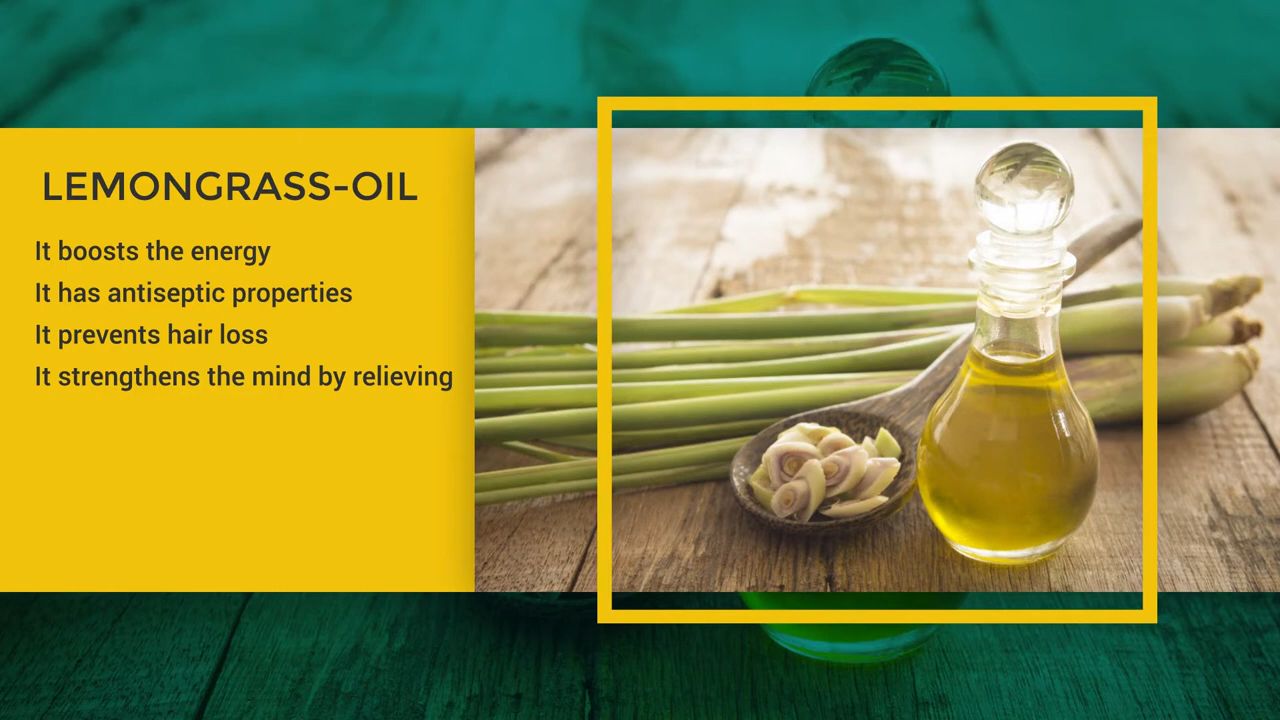 LEMONGRASS-OIL
It boosts the energy
It has antiseptic properties
It prevents hair loss
It strengthens the mind by relieving